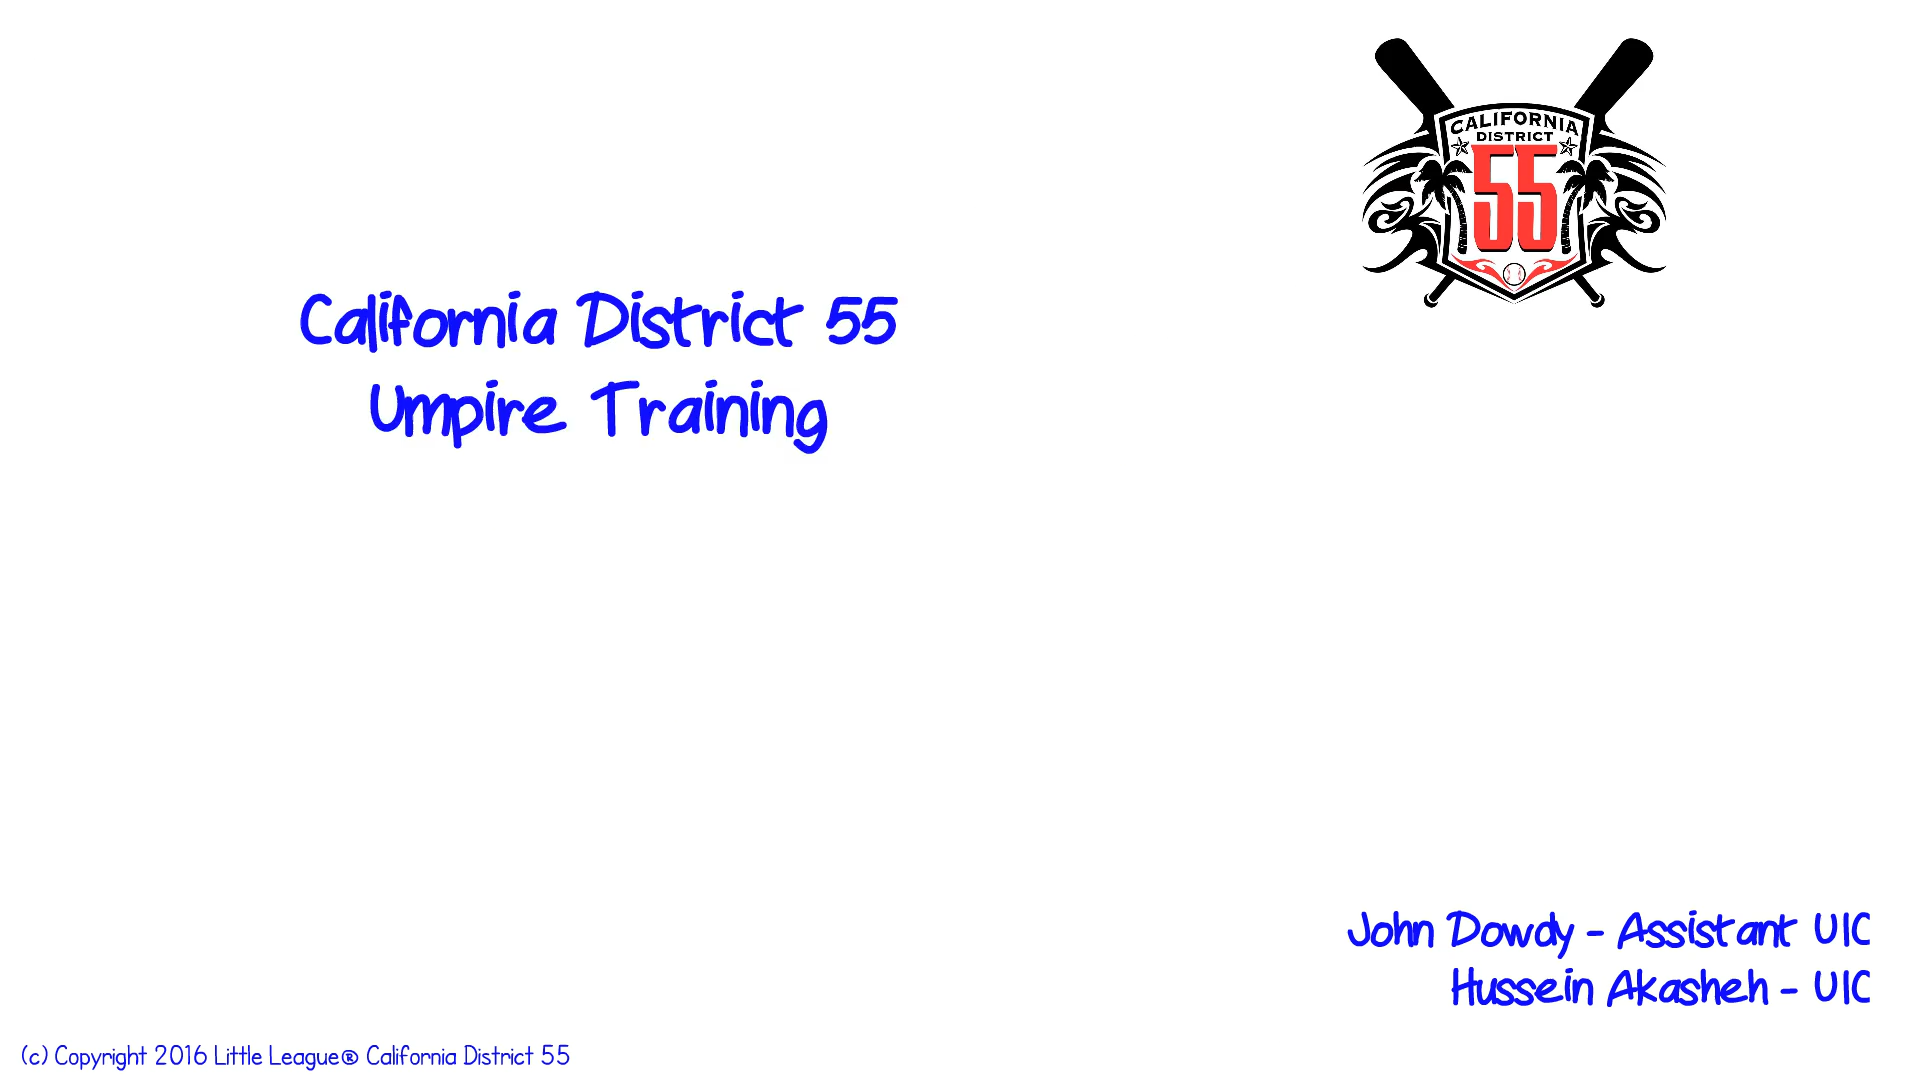 CALIFORNIA
DISTRICT
55
California District 55
Umpire Training
John Dowdy - Assistant UIC
Hussein Akasheh - UIC
(c) Copyright 2016 Little League® California District 55